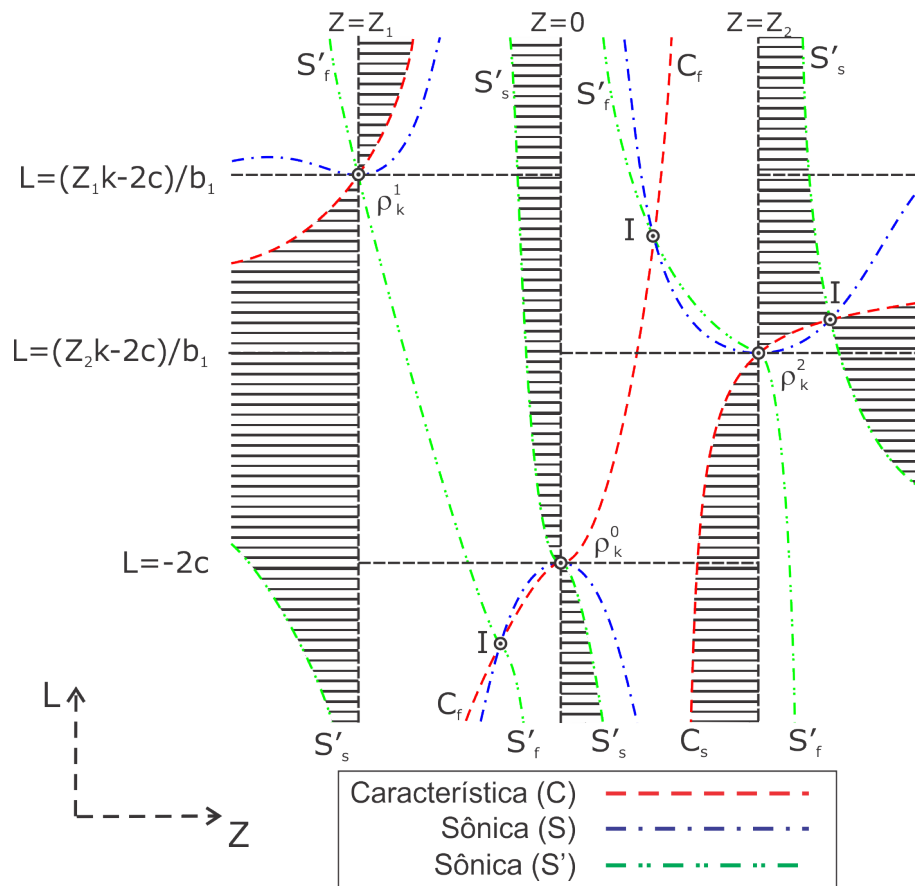 Z=Z₁ Z=0 Z=Z₂
S′f S′s S′f Cf S′s
L=(Z₁k-2c)/b₁
ρ¹k
I
I
L=(Z₂k-2c)/b₁
ρ²k
L=-2c
ρ⁰k
I
L
Cf
S′s S′f S′s Cs S′f
Z
Característica (C)
Sônica (S)
Sônica (S')